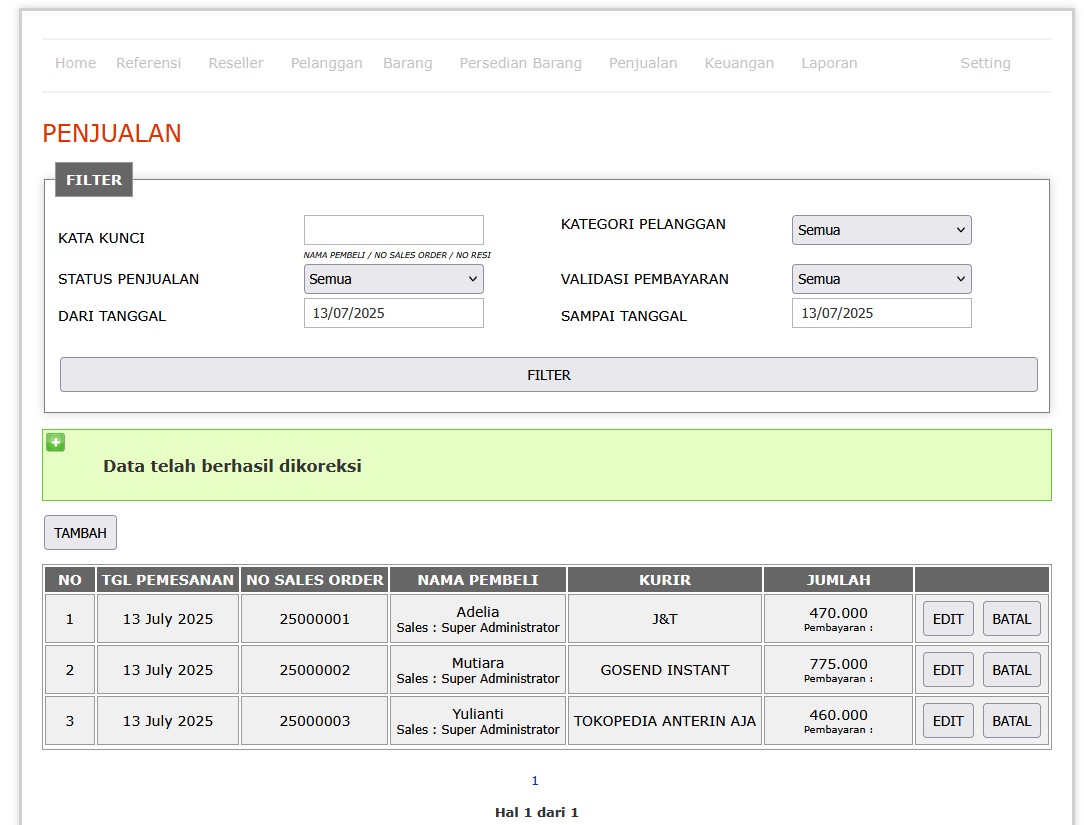 Home Referensi Reseller Pelanggan Barang Persedian Barang Penjualan Keuangan Laporan Setting
PENJUALAN
FILTER
KATA KUNCI KATEGORI PELANGGAN Semua
NAMA PEMBELI / NO SALES ORDER / NO RESI
STATUS PENJUALAN Semua VALIDASI PEMBAYARAN Semua
DARI TANGGAL 13/07/2025 SAMPAI TANGGAL 13/07/2025
FILTER
Data telah berhasil dikoreksi
TAMBAH
NO TGL PEMESANAN NO SALES ORDER NAMA PEMBELI KURIR JUMLAH
1 13 July 2025 25000001 Adelia J&T 470.000 EDIT BATAL
Sales : Super Administrator Pembayaran :
2 13 July 2025 25000002 Mutiara GOSEND INSTANT 775.000 EDIT BATAL
Sales : Super Administrator Pembayaran :
3 13 July 2025 25000003 Yulianti TOKOPEDIA ANTERIN AJA 460.000 EDIT BATAL
Sales : Super Administrator Pembayaran :
1
Hal 1 dari 1